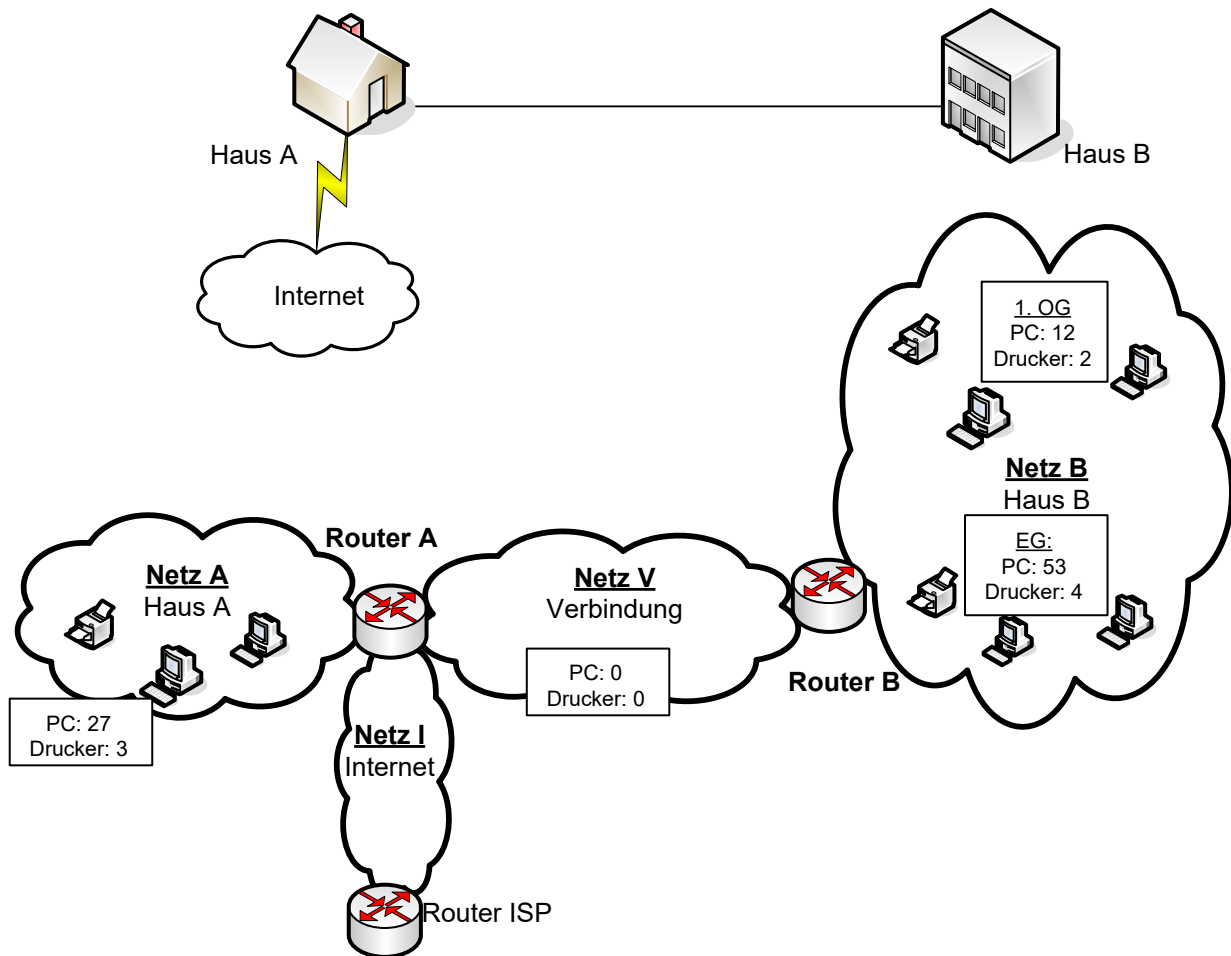 Haus A
Haus B
Internet
1. OG
PC: 12
Drucker: 2
Netz B
Haus B
EG:
PC: 53
Drucker: 4
Router A
Netz A
Haus A
Netz V
Verbindung
PC: 0
Drucker: 0
Router B
PC: 27
Drucker: 3
Netz I
Internet
Router ISP